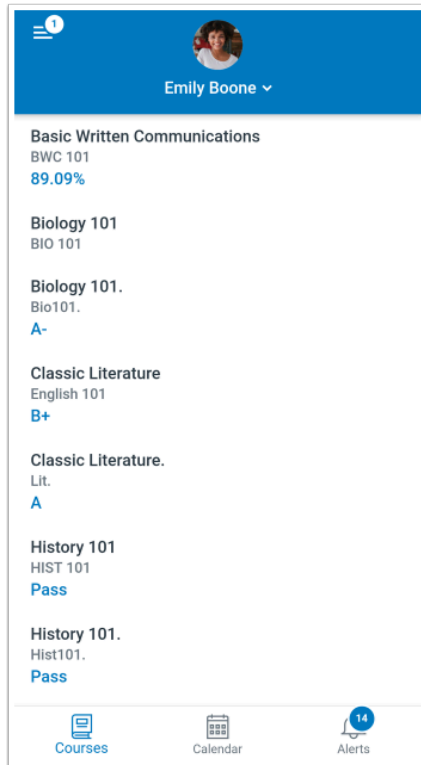 1
Emily Boone
Basic Written Communications
BWC 101
89.09%
Biology 101
BIO 101
Biology 101.
Bio101.
A-
Classic Literature
English 101
B+
Classic Literature.
Lit.
A
History 101
HIST 101
Pass
History 101.
Hist101.
Pass
14
Courses
Calendar
Alerts